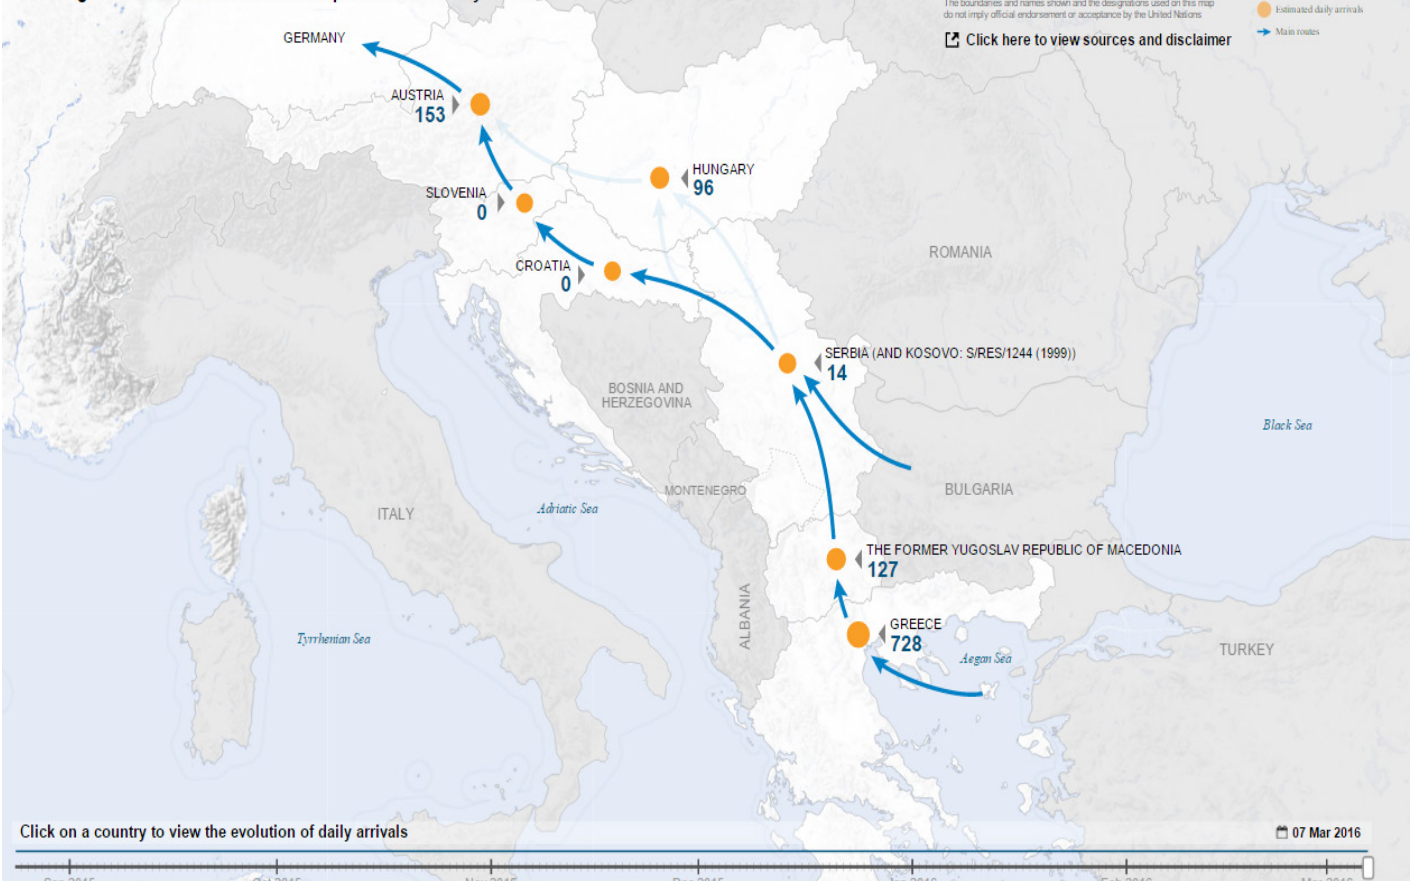 The boundaries and names shown and the designations used on this map
do not imply official endorsement or acceptance by the United Nations
Estimated daily arrivals
Main routes
Click here to view sources and disclaimer
GERMANY
AUSTRIA
153
HUNGARY
96
SLOVENIA
0
ROMANIA
CROATIA
0
SERBIA (AND KOSOVO: S/RES/1244 (1999))
14
BOSNIA AND
HERZEGOVINA
Black Sea
MONTENEGRO
BULGARIA
ITALY
Adriatic Sea
THE FORMER YUGOSLAV REPUBLIC OF MACEDONIA
127
ALBANIA
GREECE
728
Tyrrhenian Sea
Aegan Sea
TURKEY
Click on a country to view the evolution of daily arrivals
07 Mar 2016